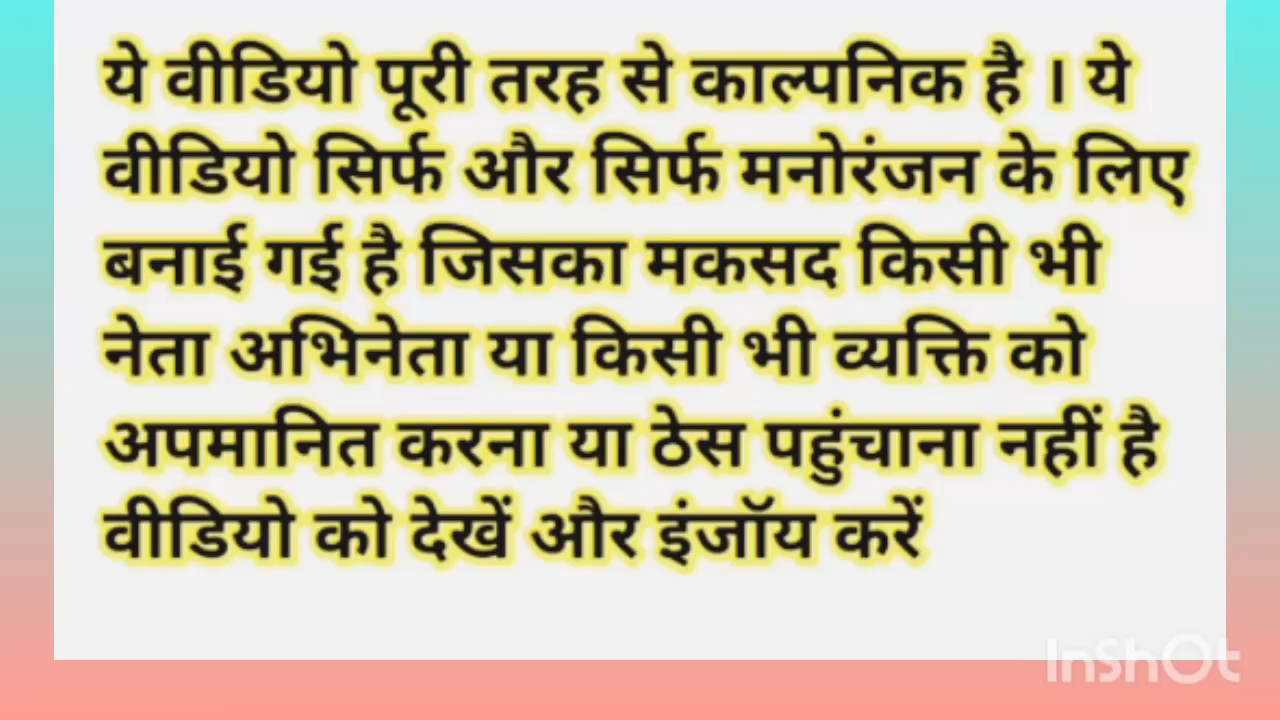 ये वीडियो पूरी तरह से काल्पनिक है । ये
वीडियो सिर्फ और सिर्फ मनोरंजन के लिए
बनाई गई है जिसका मकसद किसी भी
नेता अभिनेता या किसी भी व्यक्ति को
अपमानित करना या ठेस पहुंचाना नहीं है
वीडियो को देखें और इंजॉय करें
InShOt